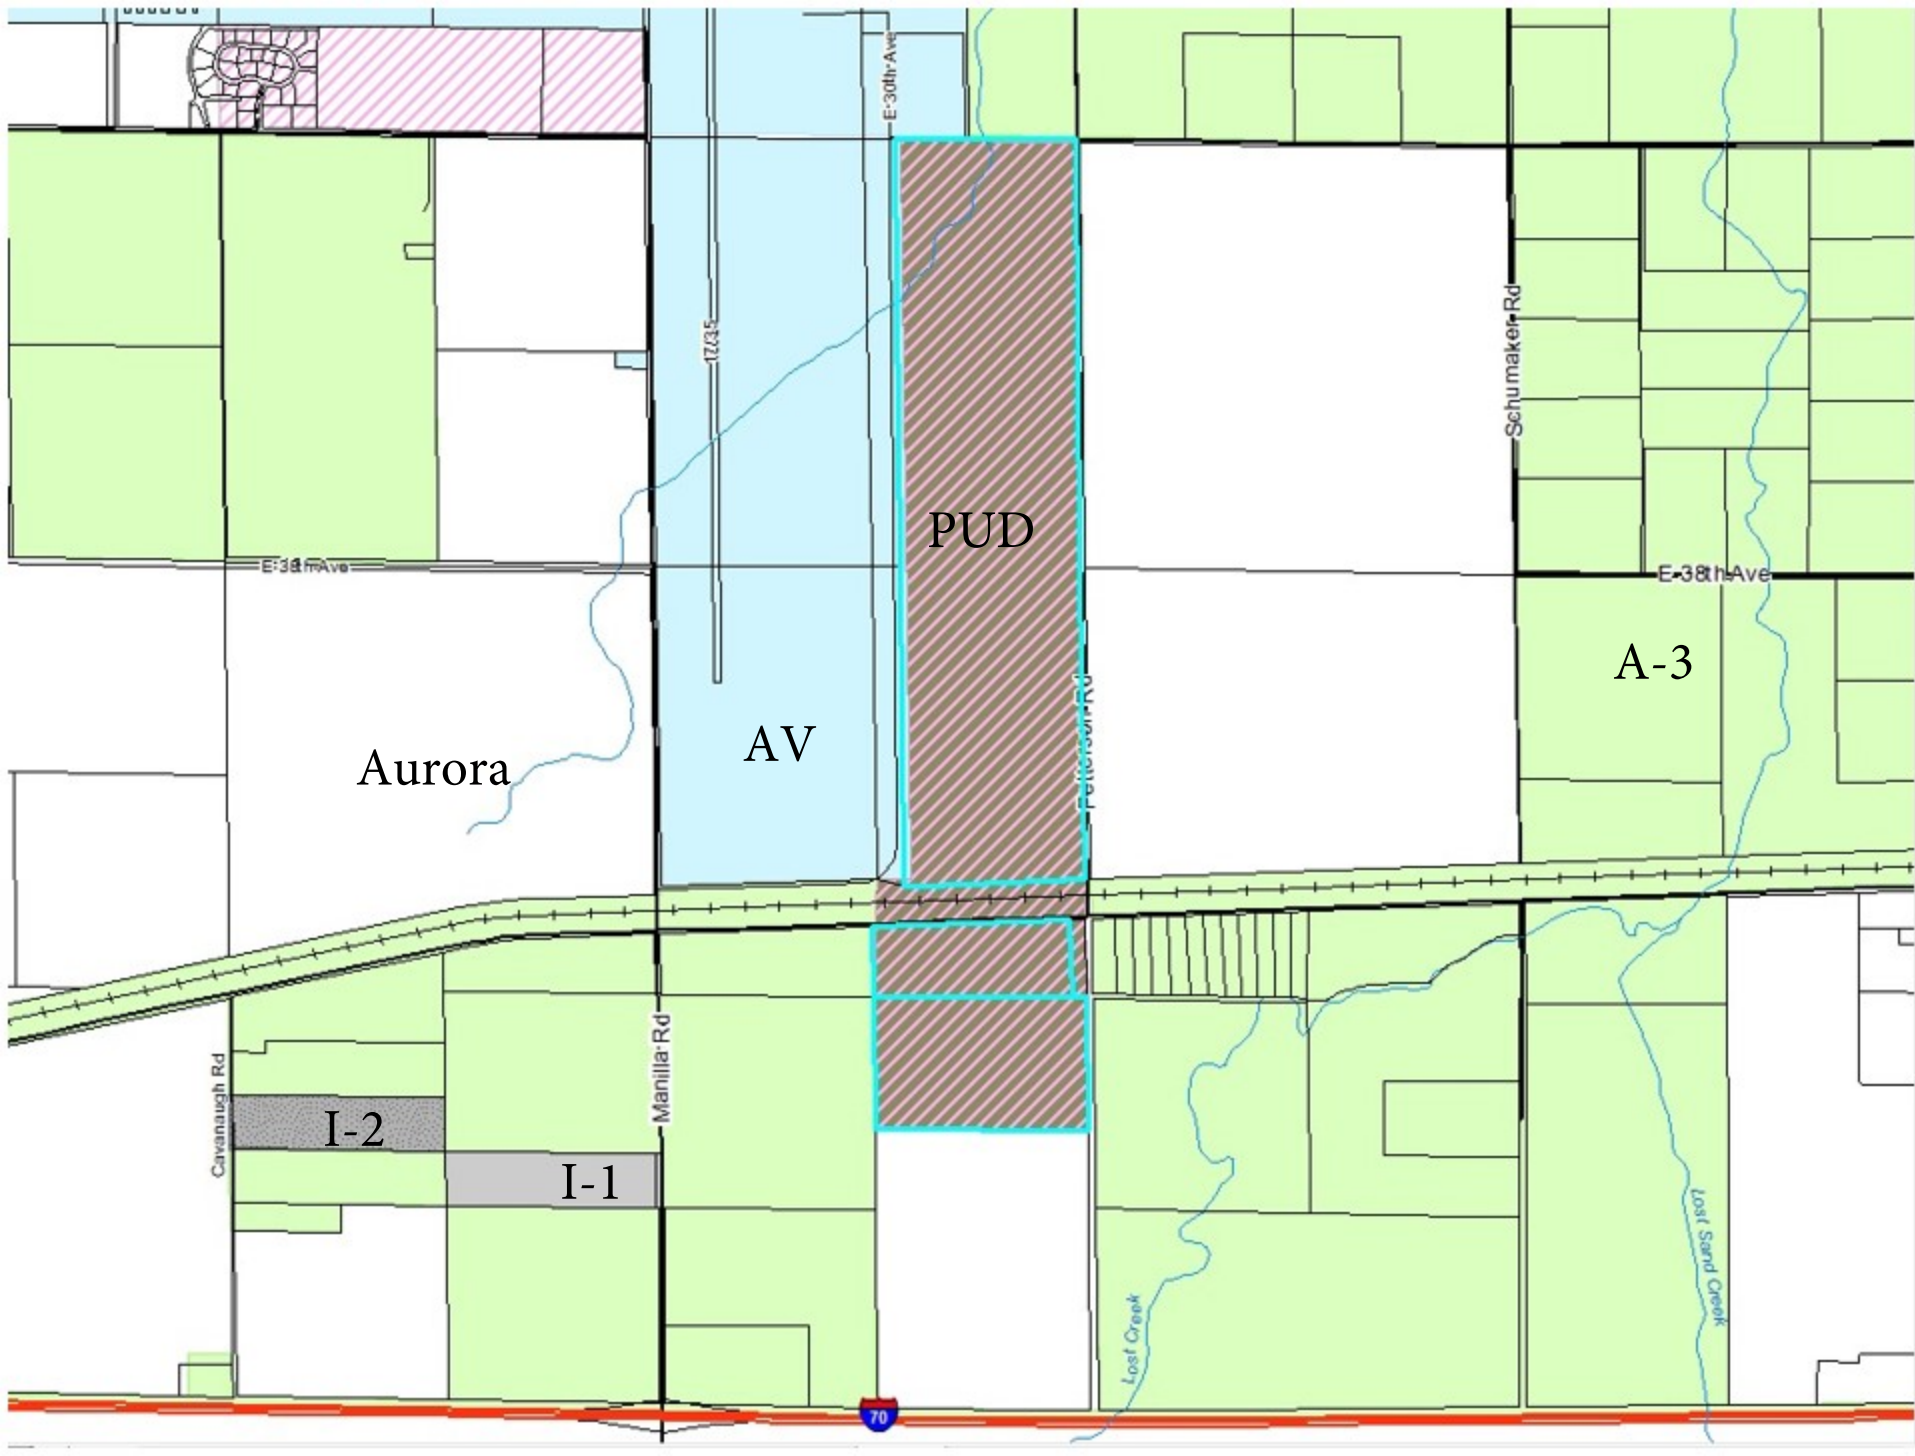 E 30th Ave
17/35
Schumaker Rd
PUD
E 38th Ave
E 38th Ave
A-3
Aurora
AV
Manilla Rd
Cavanaugh Rd
I-2
I-1
Lost Creek
Lost Sand Creek
70